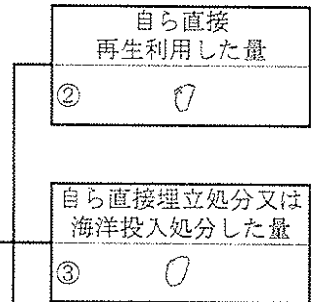 自ら直接
再生利用した量
② 0
自ら直接埋立処分又は
海洋投入処分した量
③ 0